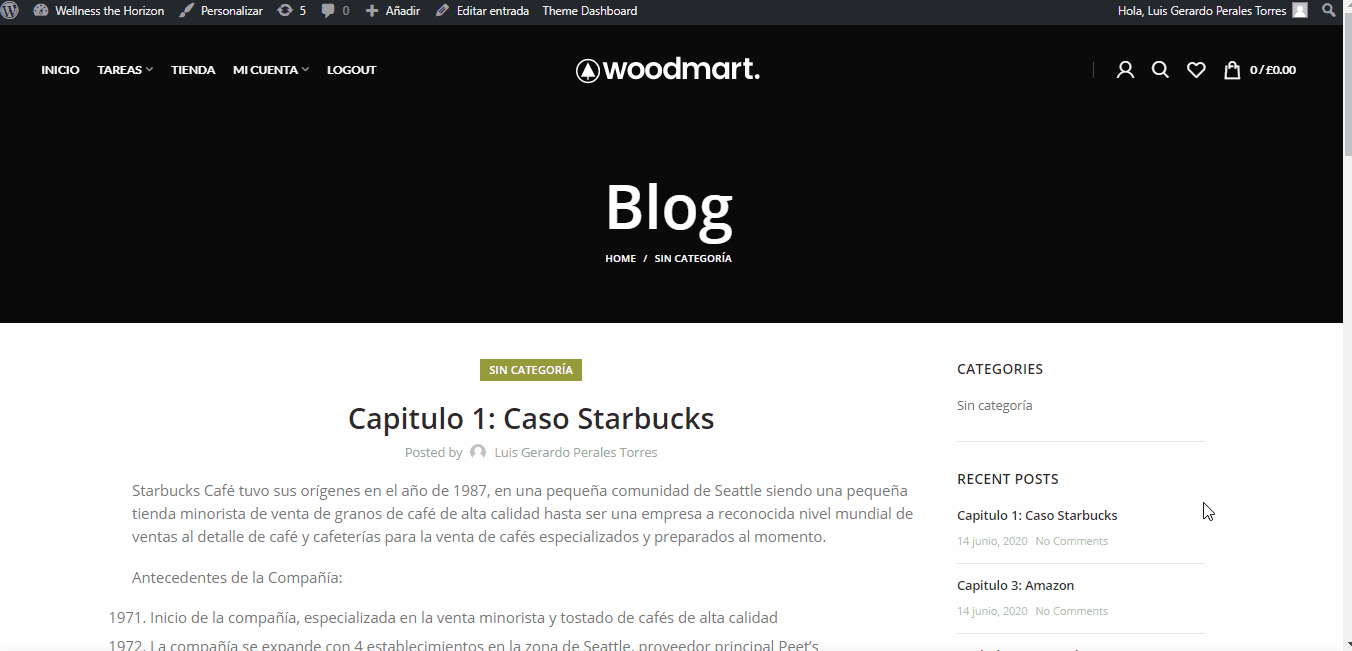 Wellness the Horizon Personalizar 5 0 Añadir Editar entrada Theme Dashboard Hola, Luis Gerardo Perales Torres
INICIO TAREAS TIENDA MI CUENTA LOGOUT woodmart. 0 / £0.00
Blog
HOME / SIN CATEGORÍA
SIN CATEGORÍA
Capitulo 1: Caso Starbucks
Posted by Luis Gerardo Perales Torres
Starbucks Café tuvo sus orígenes en el año de 1987, en una pequeña comunidad de Seattle siendo una pequeña
tienda minorista de venta de granos de café de alta calidad hasta ser una empresa a reconocida nivel mundial de
ventas al detalle de café y cafeterías para la venta de cafés especializados y preparados al momento.
Antecedentes de la Compañía:
1971. Inicio de la compañía, especializada en la venta minorista y tostado de cafés de alta calidad
1972. La compañía se expande con 4 establecimientos en la zona de Seattle, proveedor principal Peet's
CATEGORIES
Sin categoría
RECENT POSTS
Capitulo 1: Caso Starbucks
14 junio, 2020 No Comments
Capitulo 3: Amazon
14 junio, 2020 No Comments